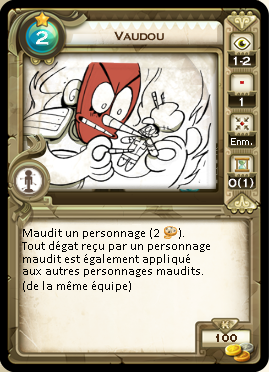 2
Vaudou
1-2
1
Enm.
0(1)
Maudit un personnage (2 ).
Tout dégat reçu par un personnage
maudit est également appliqué
aux autres personnages maudits.
(de la même équipe)
100